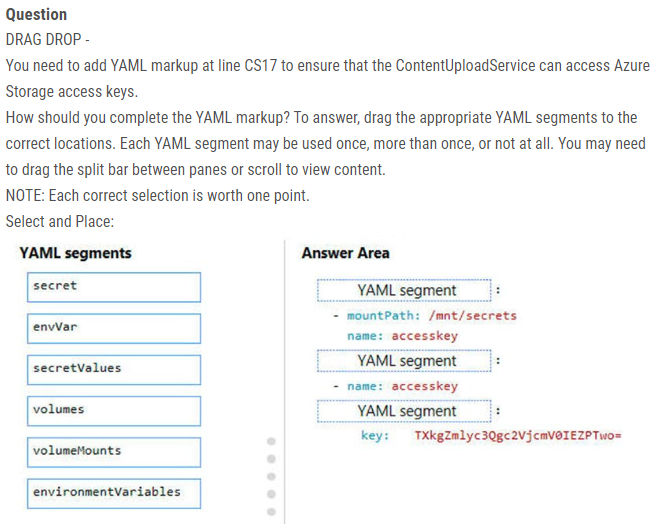 Question
DRAG DROP -
You need to add YAML markup at line CS17 to ensure that the ContentUploadService can access Azure
Storage access keys.
How should you complete the YAML markup? To answer, drag the appropriate YAML segments to the
correct locations. Each YAML segment may be used once, more than once, or not at all. You may need
to drag the split bar between panes or scroll to view content.
NOTE: Each correct selection is worth one point.
Select and Place:
YAML segments
secret
envVar
secretValues
volumes
volumeMounts
environmentVariables
Answer Area
YAML segment :
- mountPath: /mnt/secrets
name: accesskey
YAML segment :
- name: accesskey
YAML segment :
key: TXkgZmlyc3Qgc2VjcmV0IEZPTwo=